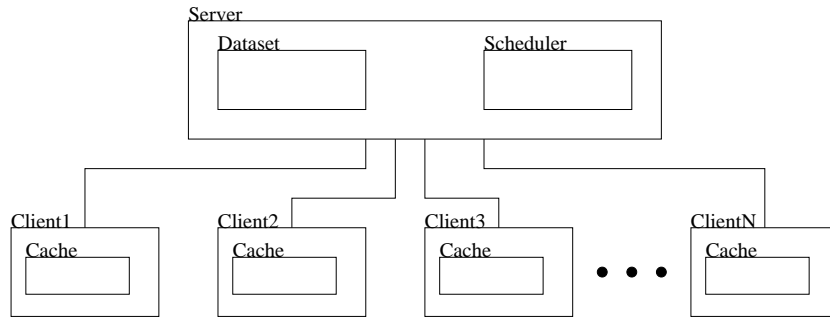 Server
Dataset
Scheduler
Client1
Client2
Client3
ClientN
Cache
Cache
Cache
Cache